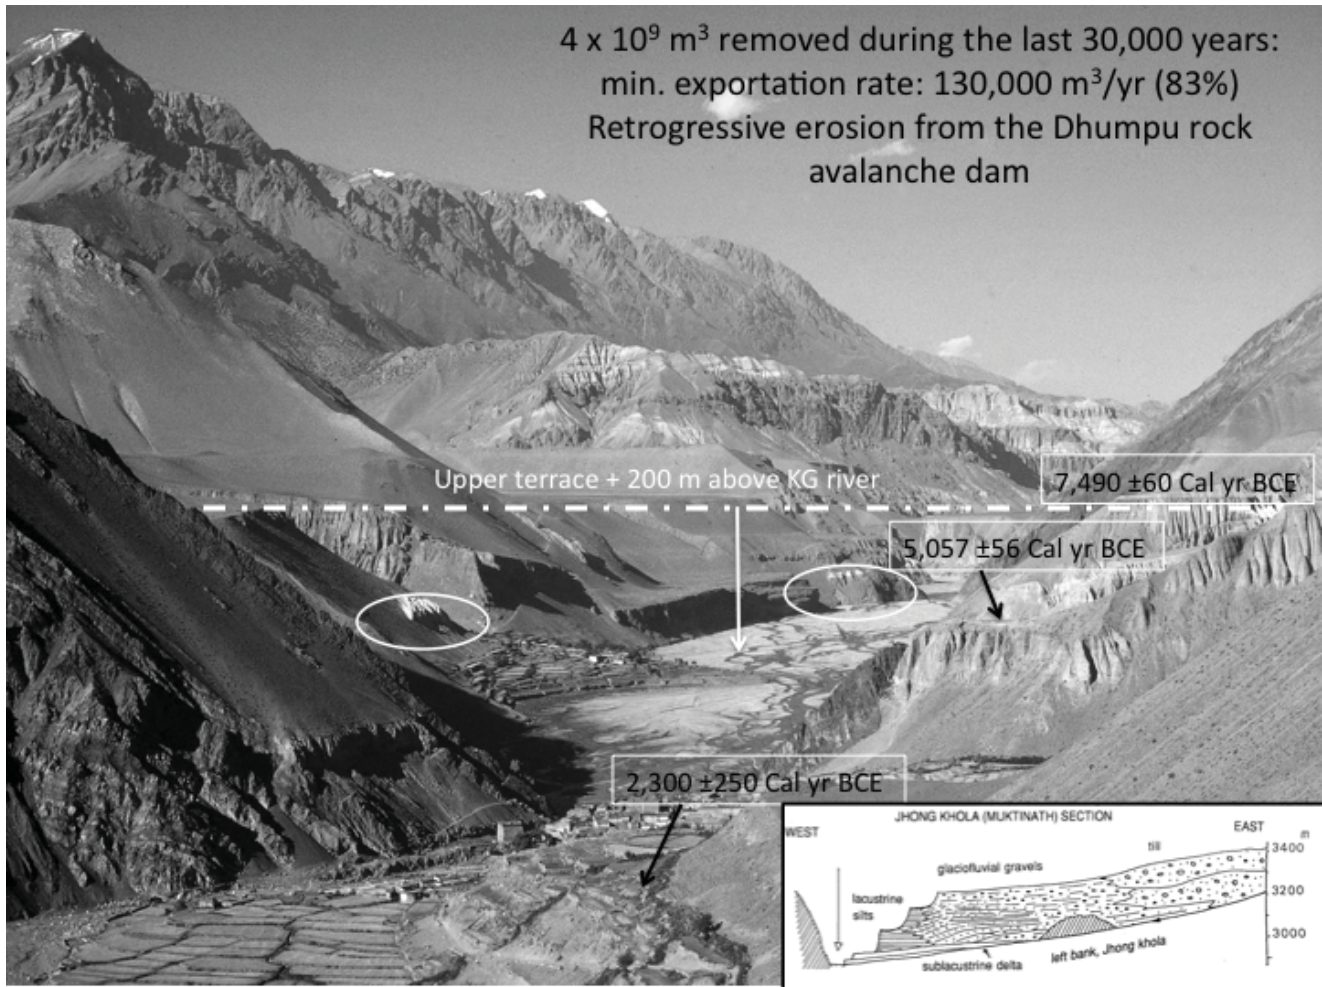 4 x 10⁹ m³ removed during the last 30,000 years:
min. exportation rate: 130,000 m³/yr (83%)
Retrogressive erosion from the Dhumpu rock
avalanche dam
Upper terrace + 200 m above KG river
7,490 ±60 Cal yr BCE
5,057 ±56 Cal yr BCE
2,300 ±250 Cal yr BCE
JHONG KHOLA (MUKTINATH) SECTION
WEST
EAST
m
till
3400
glaciofluvial gravels
lacustrine
silts
3200
3000
left bank, Jhong khola
sublacustrine delta